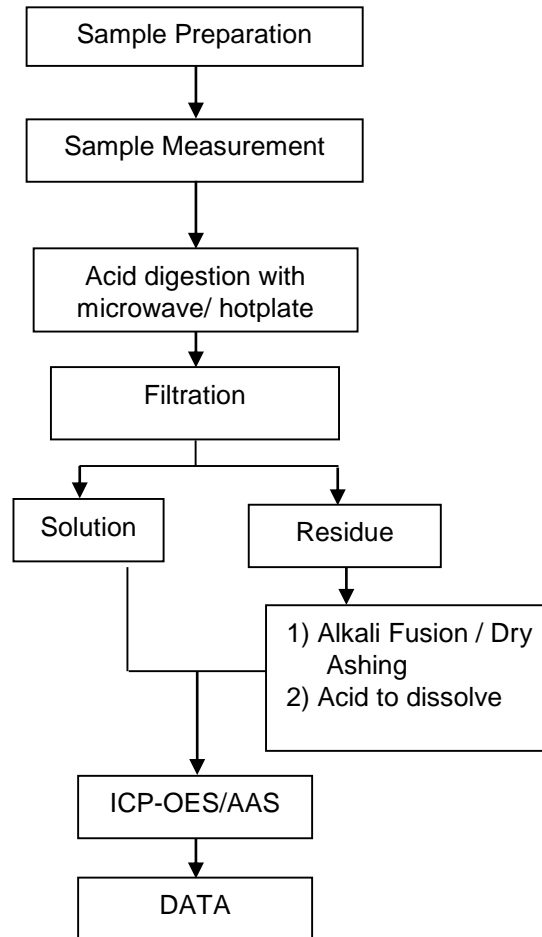 Sample Preparation
Sample Measurement
Acid digestion with
microwave/ hotplate
Filtration
Solution
Residue
1) Alkali Fusion / Dry
Ashing
2) Acid to dissolve
ICP-OES/AAS
DATA